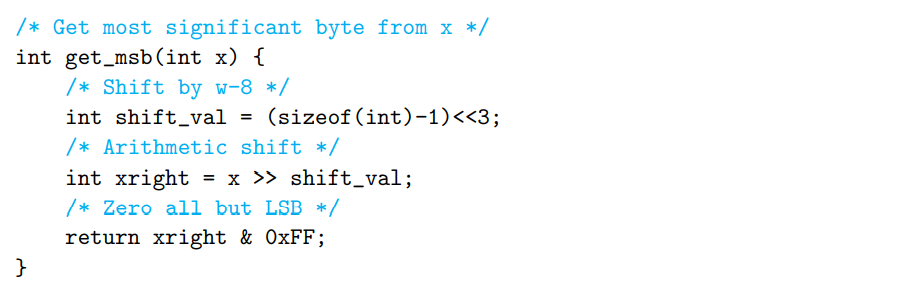 /* Get most significant byte from x */
int get_msb(int x) {
    /* Shift by w-8 */
    int shift_val = (sizeof(int)-1)<<3;
    /* Arithmetic shift */
    int xright = x >> shift_val;
    /* Zero all but LSB */
    return xright & 0xFF;
}